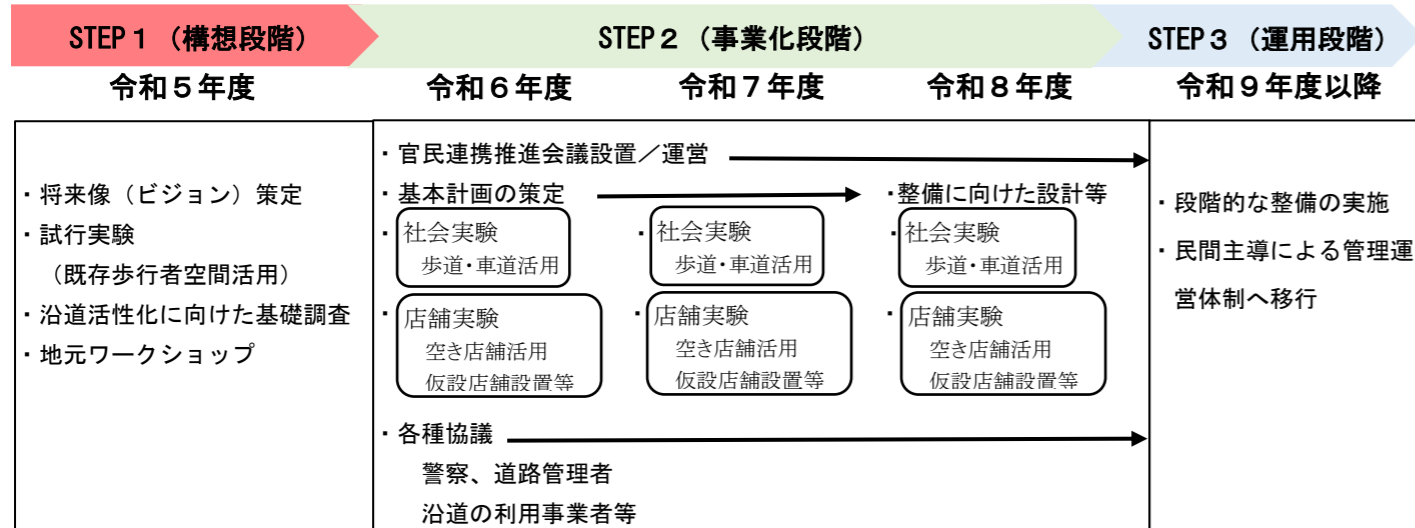 STEP１（構想段階）
STEP２（事業化段階）
STEP３（運用段階）
令和５年度
令和６年度
令和７年度
令和８年度
令和９年度以降
・将来像（ビジョン）策定
・試行実験
（既存歩行者空間活用）
・沿道活性化に向けた基礎調査
・地元ワークショップ
・官民連携推進会議設置／運営
・基本計画の策定
・整備に向けた設計等
・社会実験
歩道・車道活用
・社会実験
歩道・車道活用
・社会実験
歩道・車道活用
・店舗実験
空き店舗活用
仮設店舗設置等
・店舗実験
空き店舗活用
仮設店舗設置等
・店舗実験
空き店舗活用
仮設店舗設置等
・各種協議
警察、道路管理者
沿道の利用事業者等
・段階的な整備の実施
・民間主導による管理運
営体制へ移行